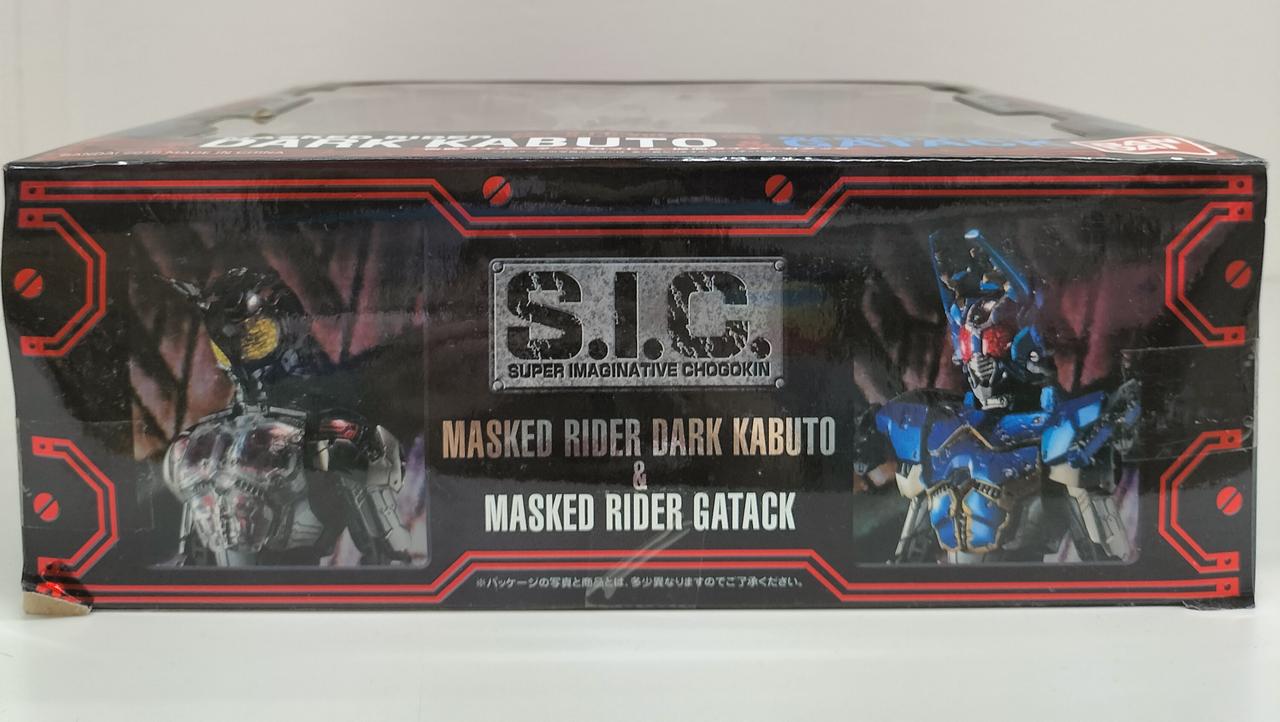 DARK KABUTO
GATACK
S.I.C.
SUPER IMAGINATIVE CHOGOKIN
MASKED RIDER DARK KABUTO
&
MASKED RIDER GATACK
※パッケージの写真と商品とは、多少異なりますのでご了承ください。